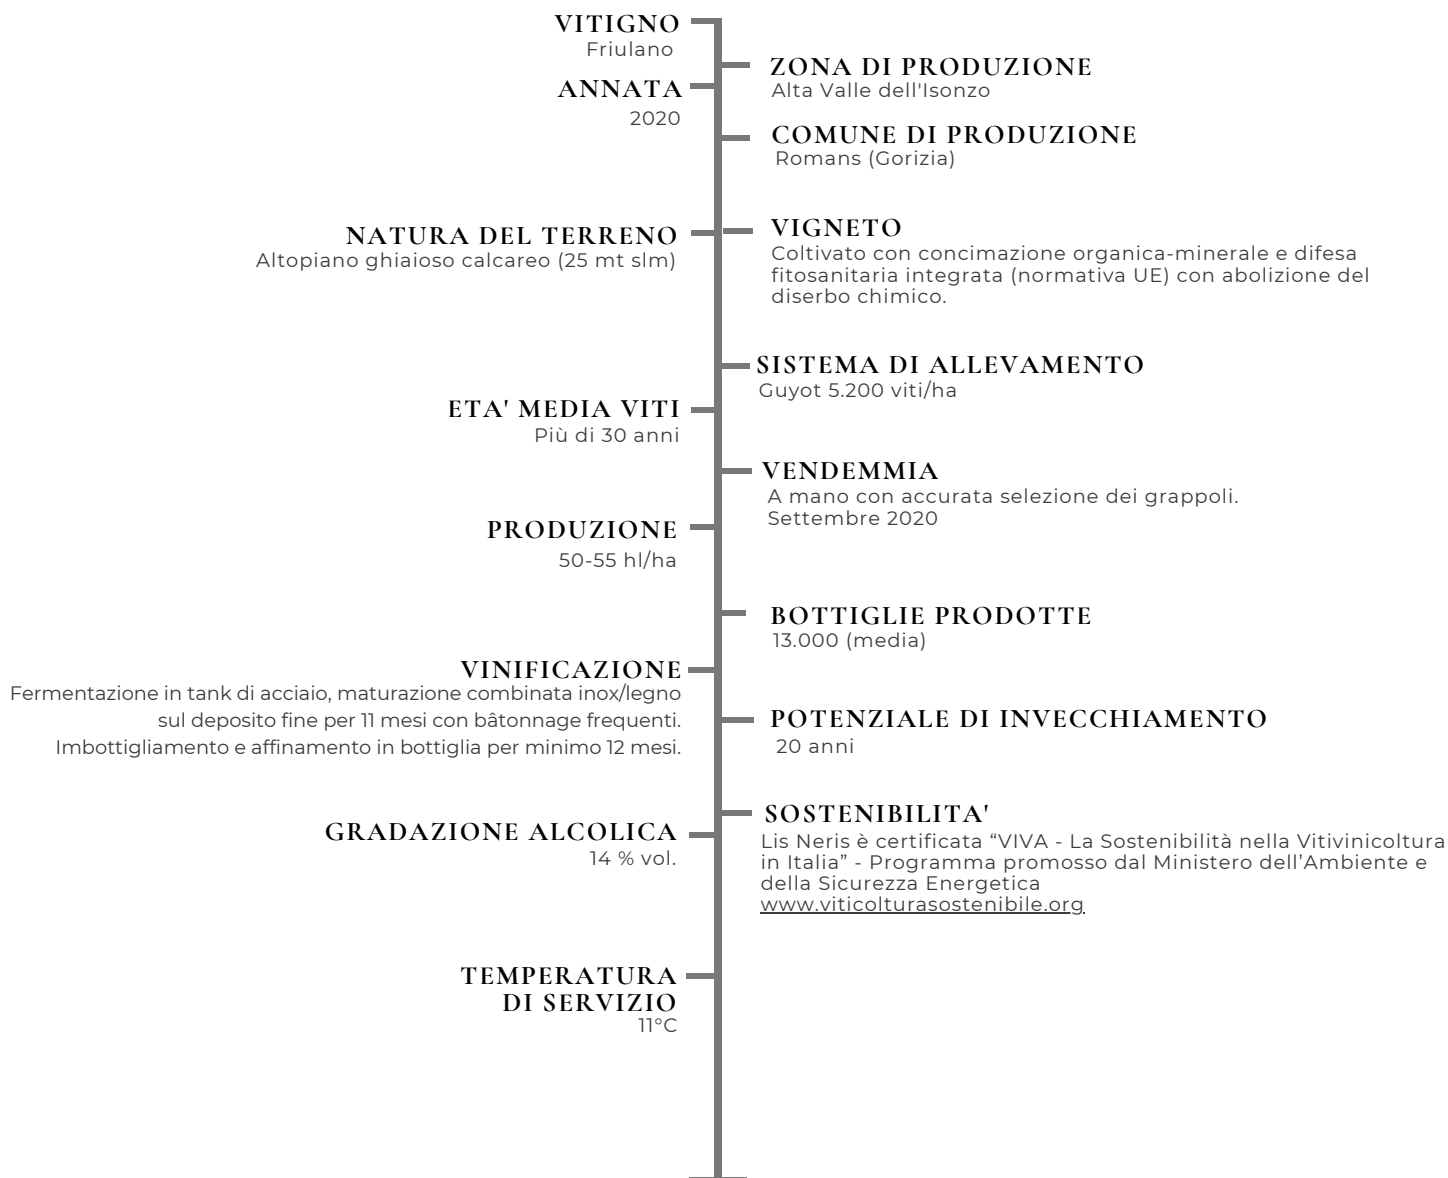 VITIGNO
Friulano
ZONA DI PRODUZIONE
Alta Valle dell'Isonzo
ANNATA
2020
COMUNE DI PRODUZIONE
Romans (Gorizia)
NATURA DEL TERRENO
Altopiano ghiaioso calcareo (25 mt slm)
VIGNETO
Coltivato con concimazione organica-minerale e difesa
fitosanitaria integrata (normativa UE) con abolizione del
diserbo chimico.
SISTEMA DI ALLEVAMENTO
Guyot 5.200 viti/ha
ETA' MEDIA VITI
Più di 30 anni
VENDEMMIA
A mano con accurata selezione dei grappoli.
Settembre 2020
PRODUZIONE
50-55 hl/ha
BOTTIGLIE PRODOTTE
13.000 (media)
VINIFICAZIONE
Fermentazione in tank di acciaio, maturazione combinata inox/legno
sul deposito fine per 11 mesi con bâtonnage frequenti.
Imbottigliamento e affinamento in bottiglia per minimo 12 mesi.
POTENZIALE DI INVECCHIAMENTO
20 anni
GRADAZIONE ALCOLICA
14 % vol.
SOSTENIBILITA'
Lis Neris è certificata “VIVA - La Sostenibilità nella Vitivinicoltura
in Italia” - Programma promosso dal Ministero dell’Ambiente e
della Sicurezza Energetica
www.viticolturasostenibile.org
TEMPERATURA
DI SERVIZIO
11°C